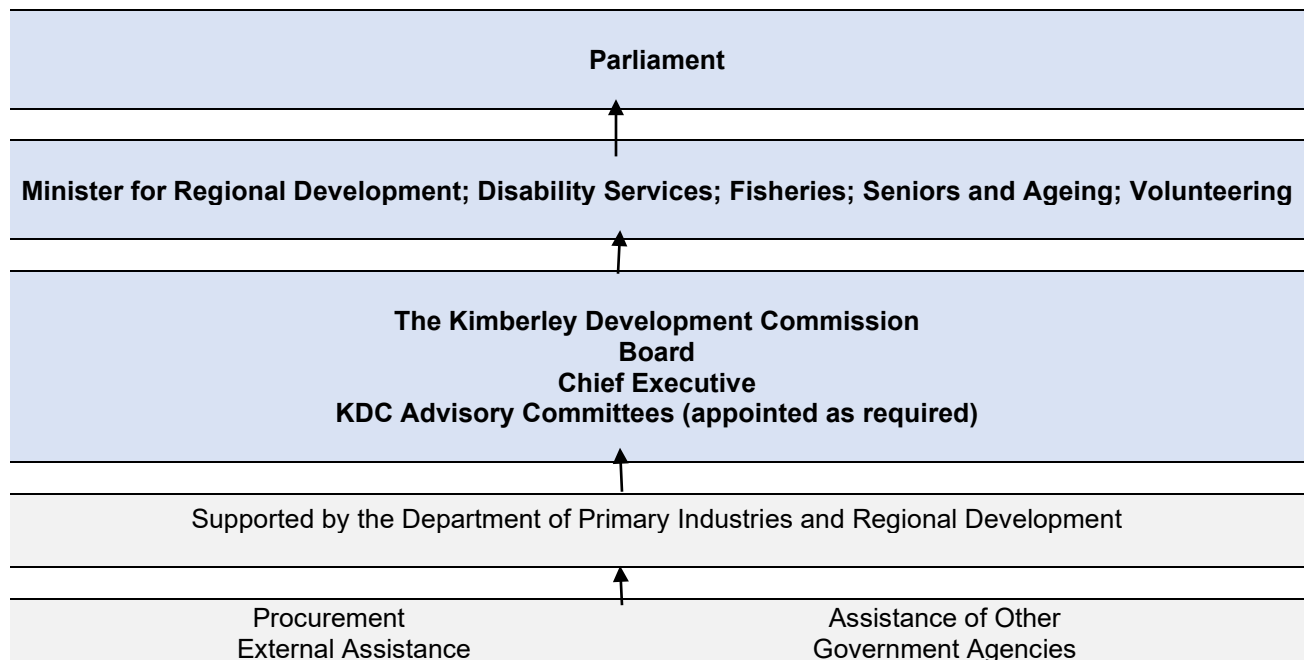 Parliament
Minister for Regional Development; Disability Services; Fisheries; Seniors and Ageing; Volunteering
The Kimberley Development Commission
Board
Chief Executive
KDC Advisory Committees (appointed as required)
Supported by the Department of Primary Industries and Regional Development
Procurement
External Assistance
Assistance of Other
Government Agencies